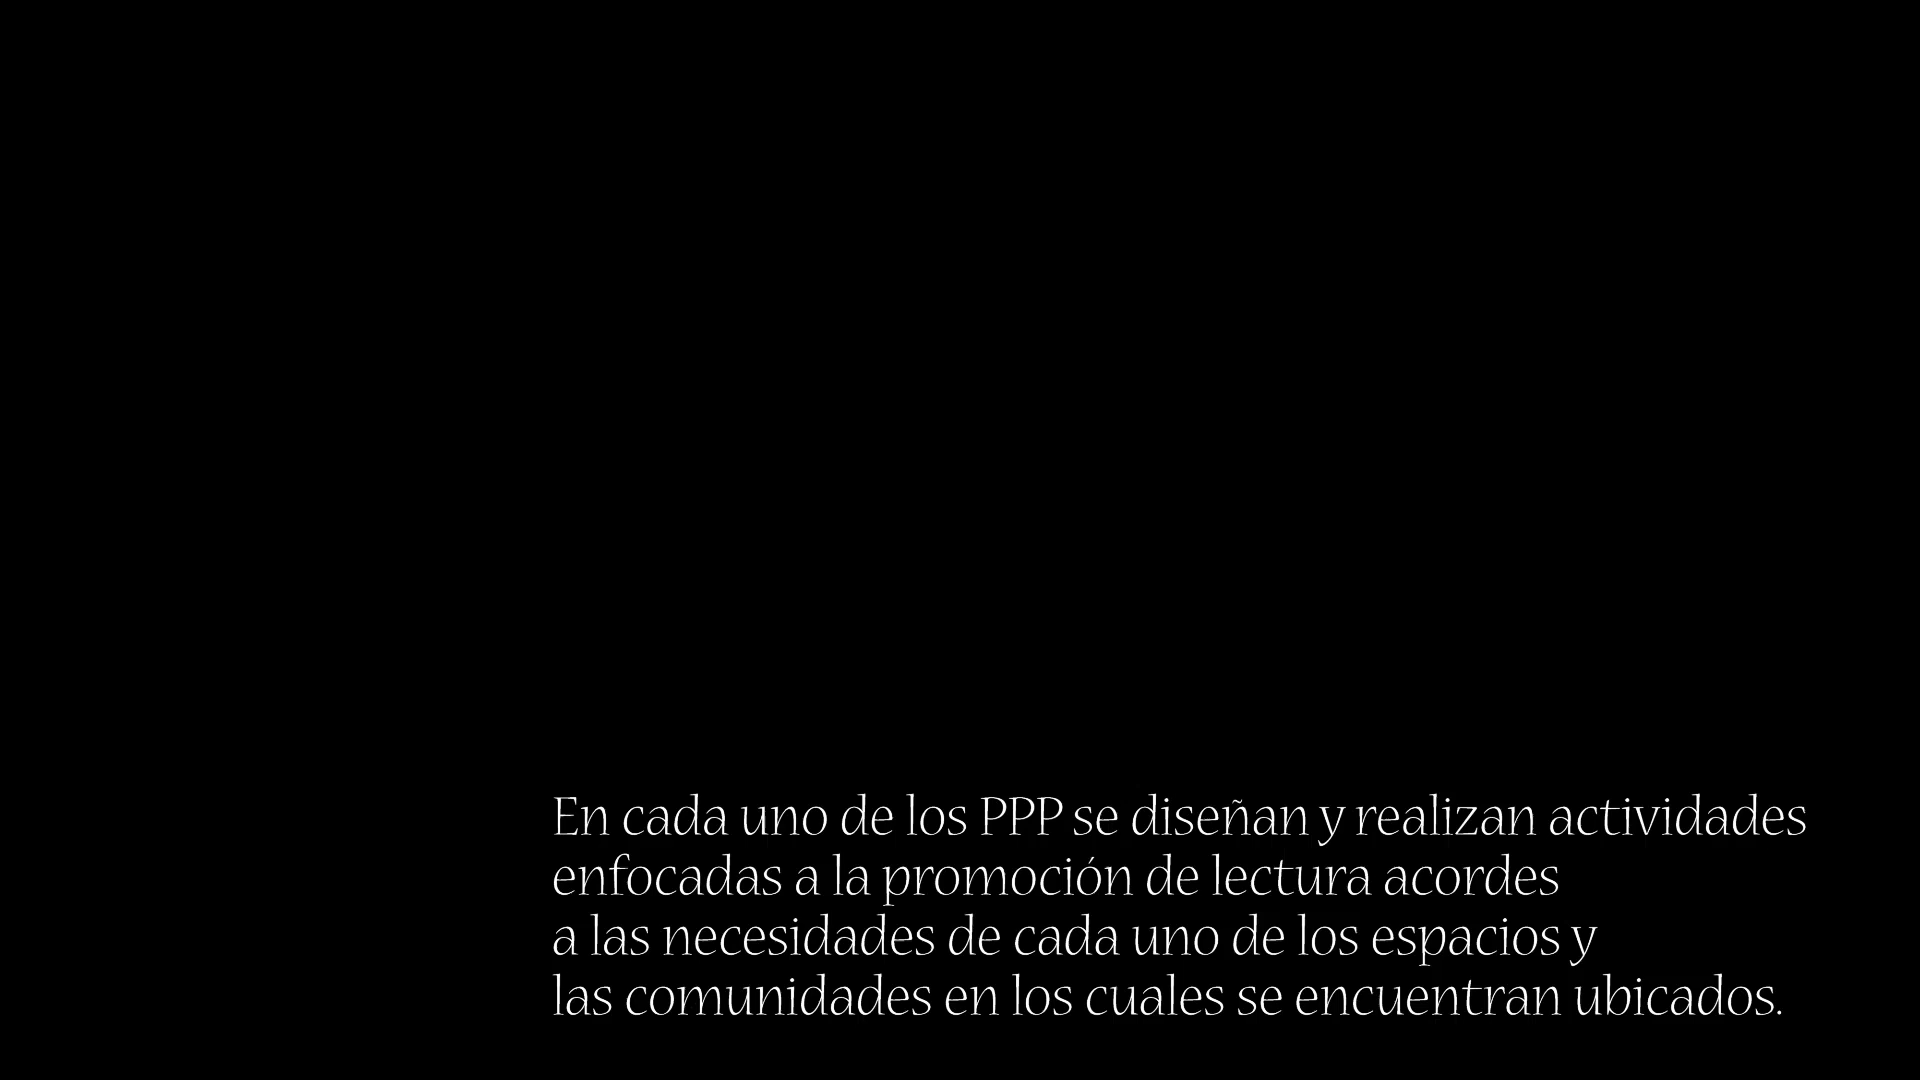 En cada uno de los PPP se diseñan y realizan actividades
enfocadas a la promoción de lectura acordes
a las necesidades de cada uno de los espacios y
las comunidades en los cuales se encuentran ubicados.